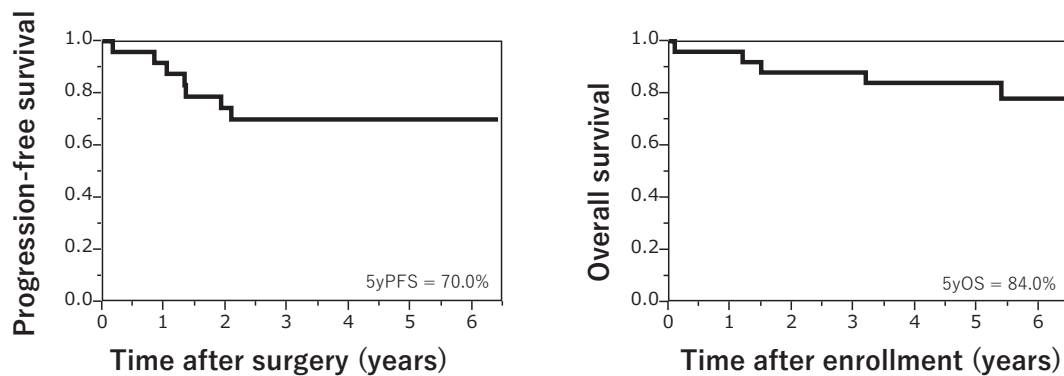 Progression-free survival
1.0
0.8
0.6
0.4
0.2
0.0
5yPFS = 70.0%
0 1 2 3 4 5 6
Time after surgery (years)
Overall survival
1.0
0.8
0.6
0.4
0.2
0.0
5yOS = 84.0%
0 1 2 3 4 5 6
Time after enrollment (years)